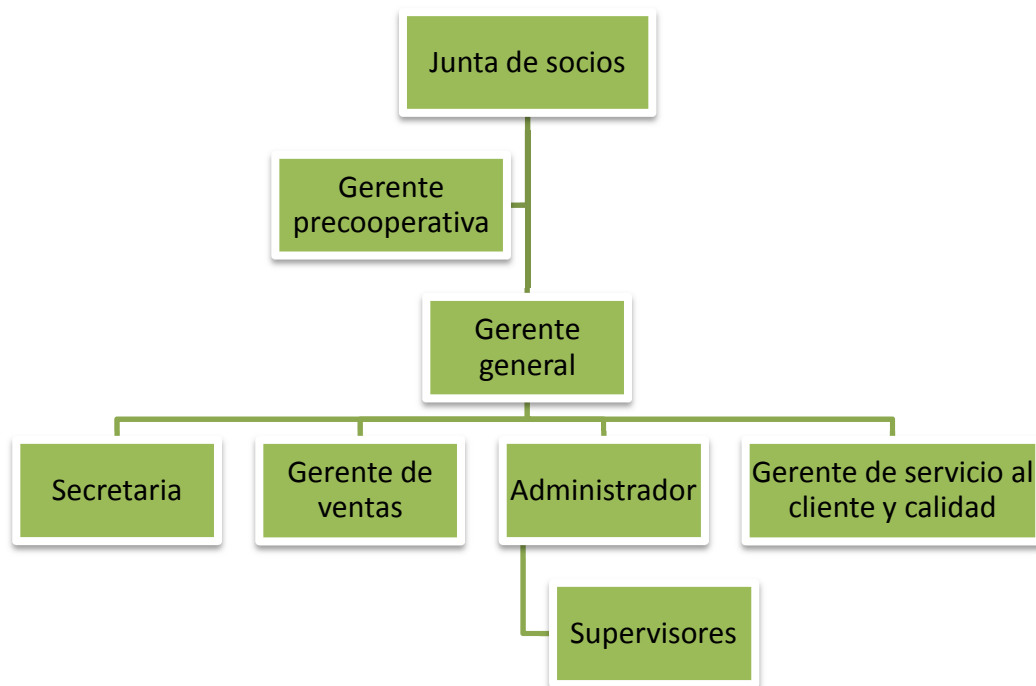 Junta de socios
Gerente
precooperativa
Gerente
general
Secretaria
Gerente de
ventas
Administrador
Gerente de servicio al
cliente y calidad
Supervisores